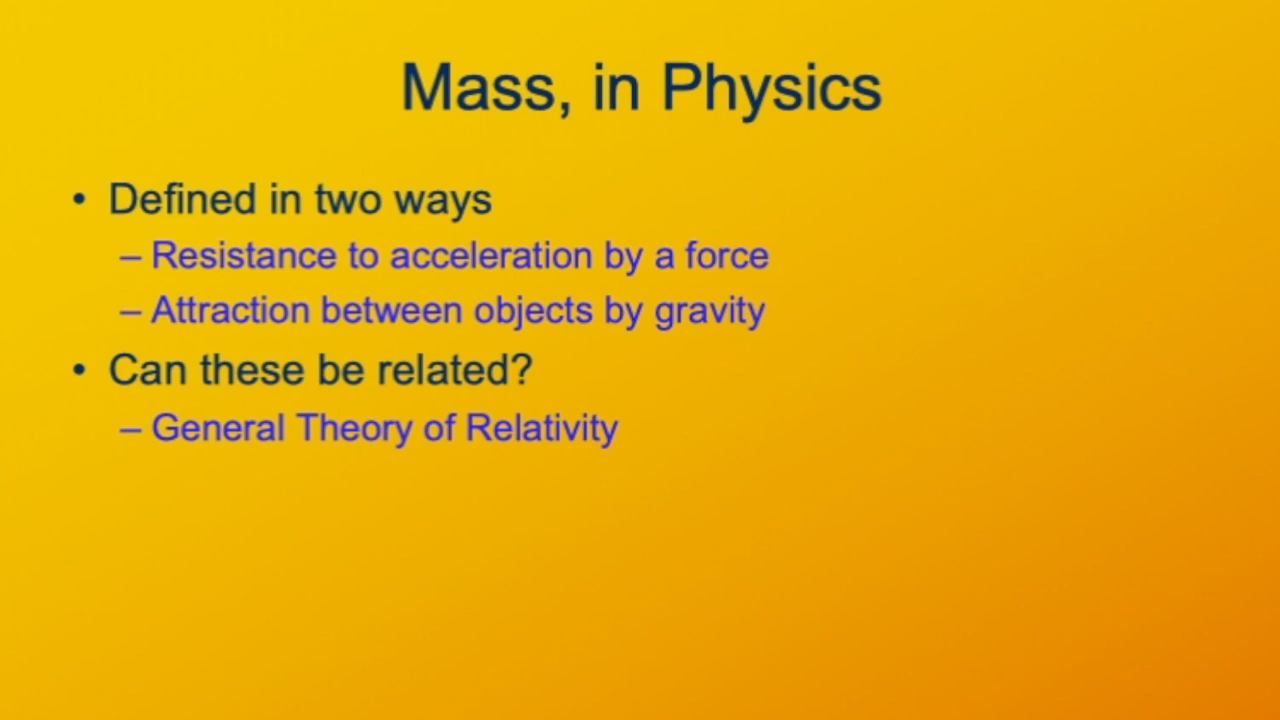 Mass, in Physics
• Defined in two ways
– Resistance to acceleration by a force
– Attraction between objects by gravity
• Can these be related?
– General Theory of Relativity